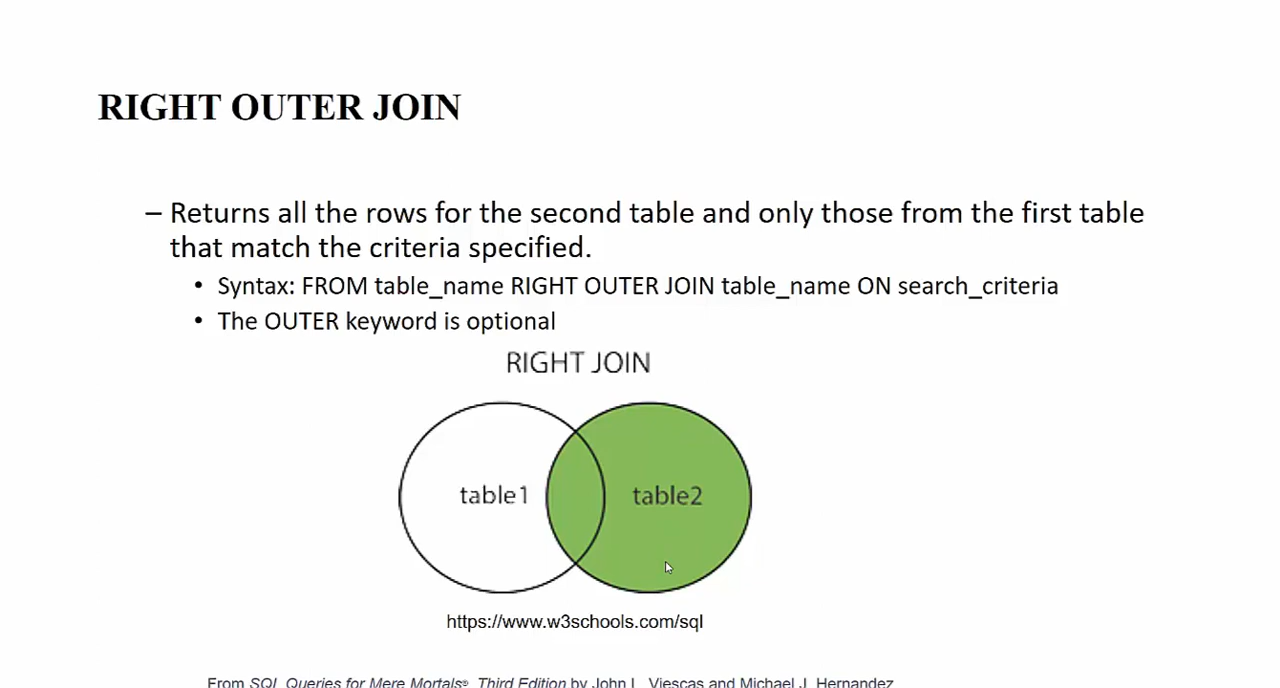 RIGHT OUTER JOIN
– Returns all the rows for the second table and only those from the first table
that match the criteria specified.
• Syntax: FROM table_name RIGHT OUTER JOIN table_name ON search_criteria
• The OUTER keyword is optional
RIGHT JOIN
table1 table2
https://www.w3schools.com/sql
From SQL Queries for Mere Mortals®, Third Edition by John L. Viescas and Michael J. Hernandez